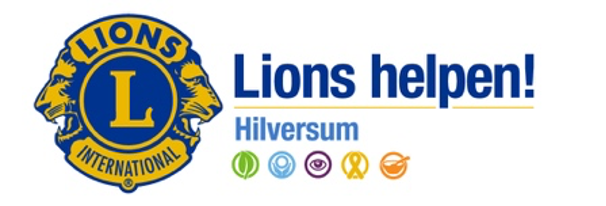 LIONS
L
INTERNATIONAL
®
Lions helpen!
Hilversum